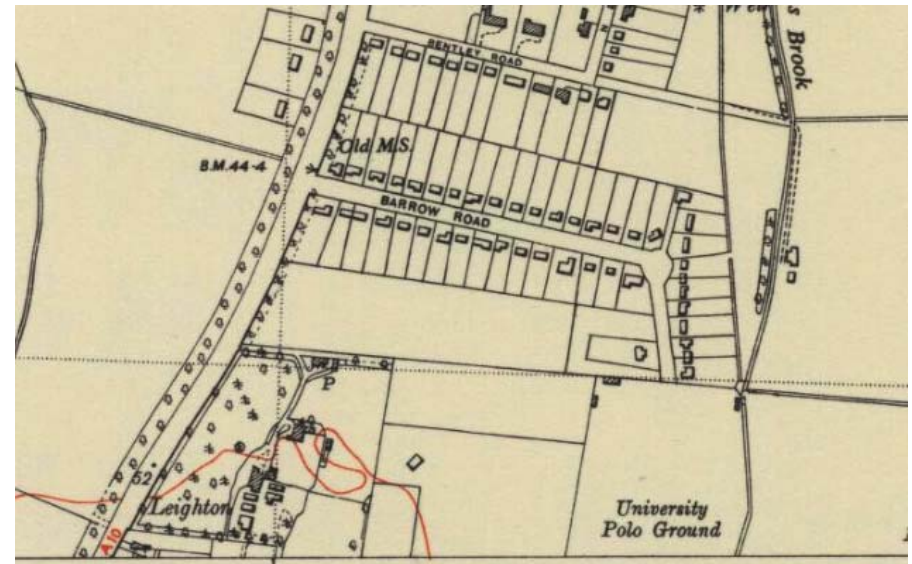 BENTLEY ROAD
Brook
B.M. 44·4
Old M.S.
BARROW ROAD
P
52
Leighton
University
Polo Ground
A10